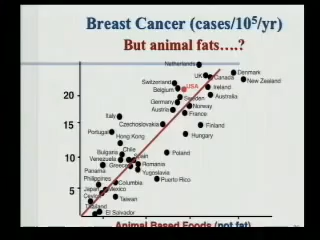 Breast Cancer (cases/10⁵/yr)
But animal fats….?
Netherlands
UK
Denmark
Canada
New Zealand
Switzerland
Belgium
USA
Ireland
20
Germany
Sweden
Australia
Austria
Norway
France
Italy
Czechoslovakia
Finland
15
Portugal
Hungary
Hong Kong
Chile
Bulgaria
Poland
10
Venezuela
Spain
Greece
Romania
Panama
Yugoslavia
Philippines
Columbia
Puerto Rico
5
Japan
Mexico
Taiwan
Thailand
El Salvador
Animal Based Foods (not fat)